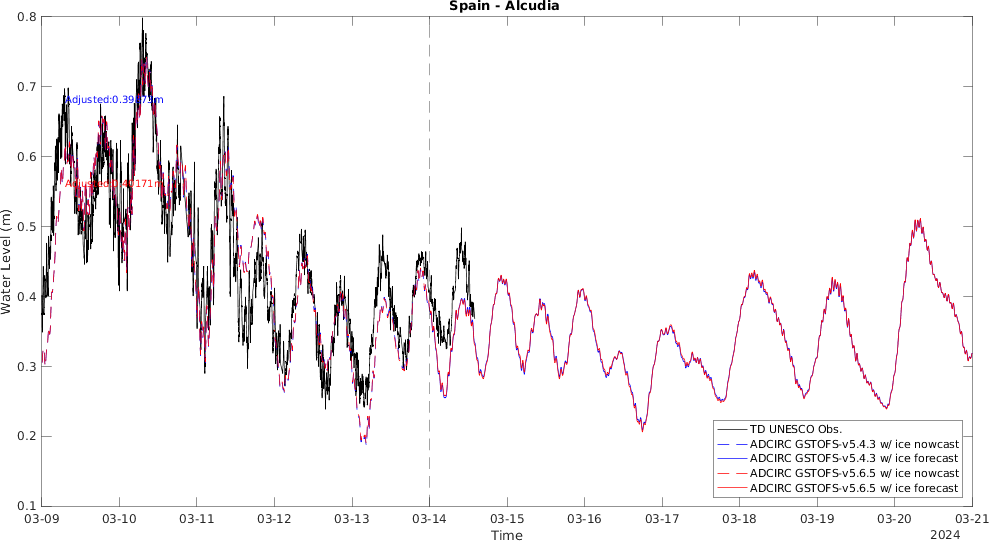 Spain - Alcudia
0.8
0.7
0.6
0.5
0.4
0.3
0.2
0.1
Water Level (m)
03-09
03-10
03-11
03-12
03-13
03-14
03-15
03-16
03-17
03-18
03-19
03-20
03-21
Time
2024
TD UNESCO Obs.
ADCIRC GSTOFS-v5.4.3 w/ ice nowcast
ADCIRC GSTOFS-v5.4.3 w/ ice forecast
ADCIRC GSTOFS-v5.6.5 w/ ice nowcast
ADCIRC GSTOFS-v5.6.5 w/ ice forecast